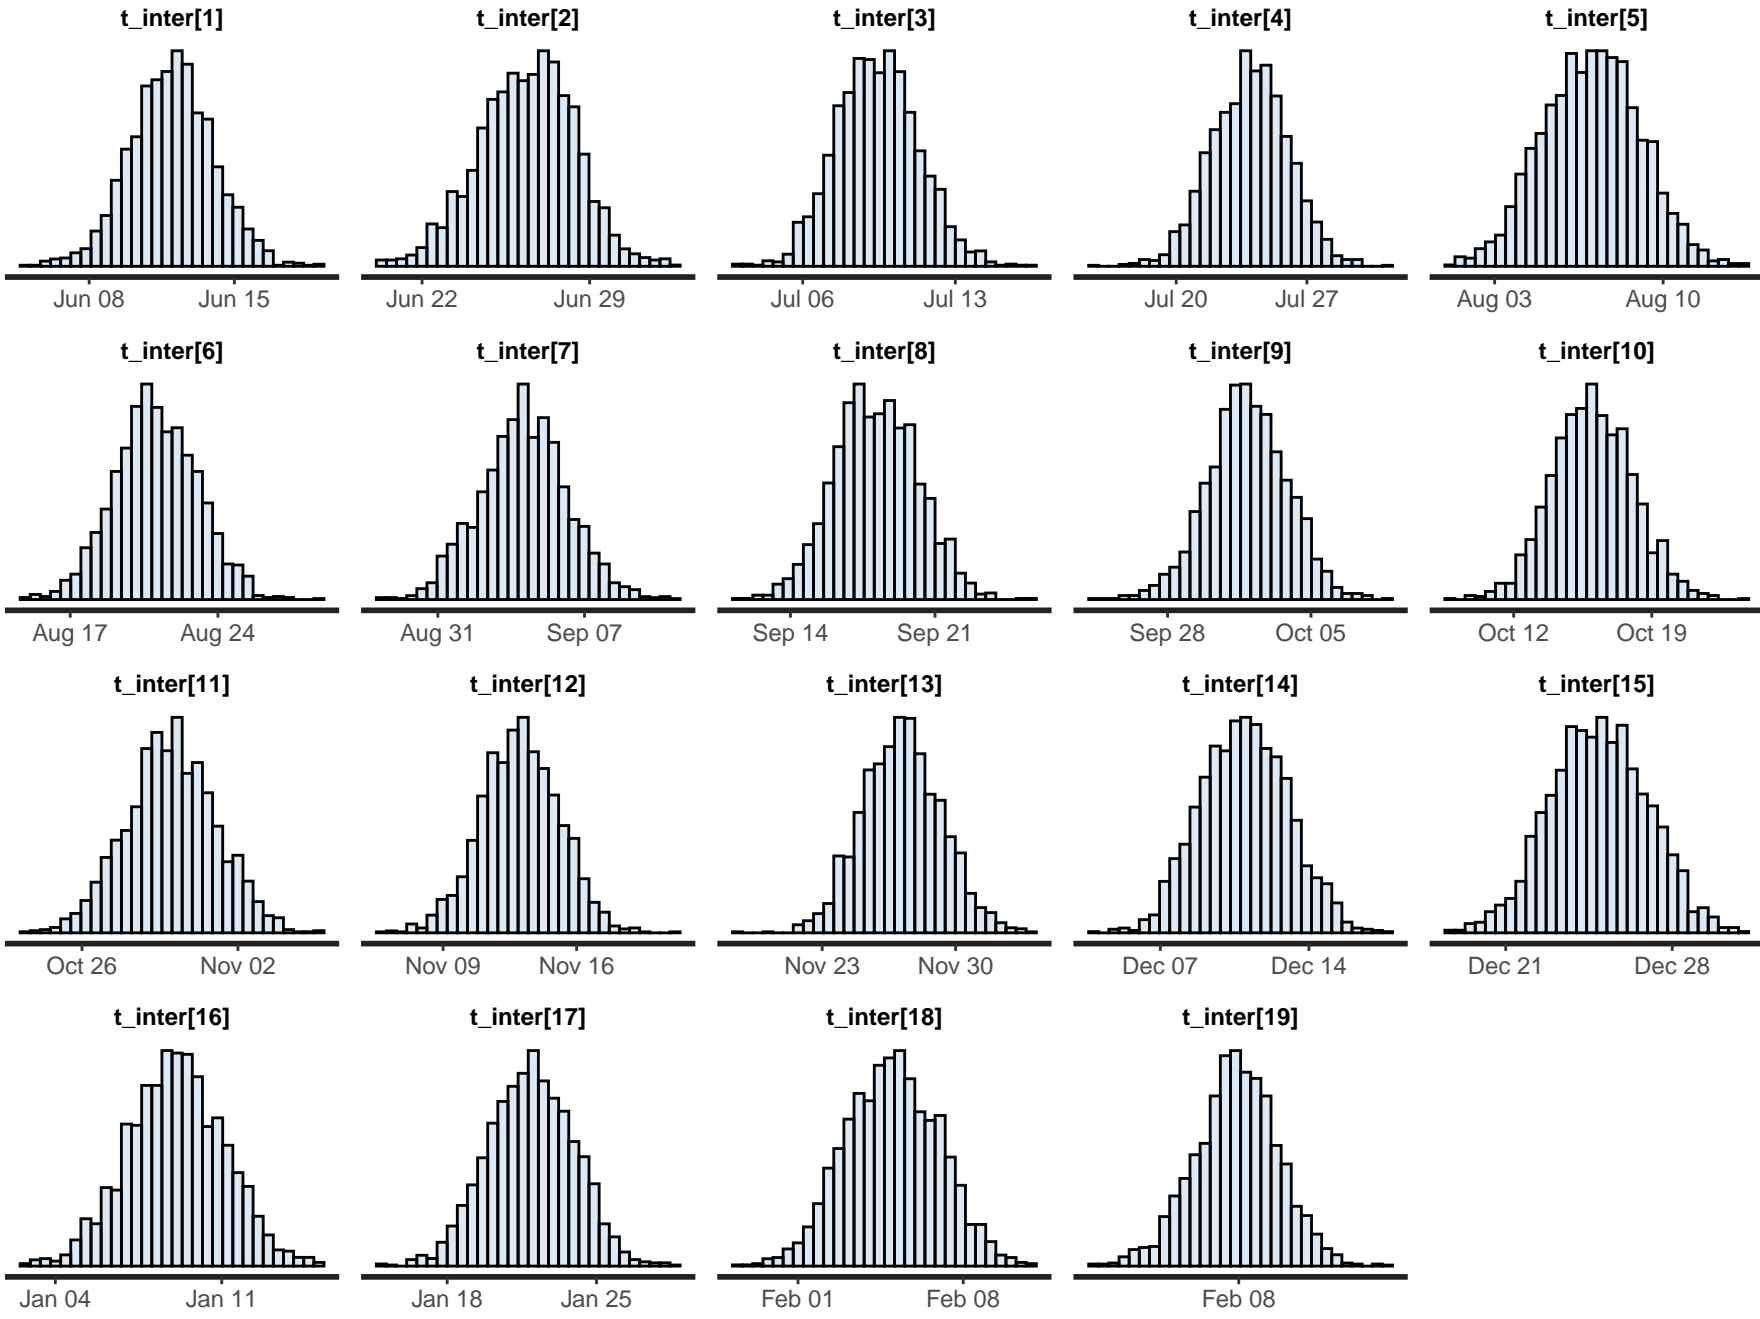 t_inter[1] t_inter[2] t_inter[3] t_inter[4] t_inter[5]
Jun 08 Jun 15 Jun 22 Jun 29 Jul 06 Jul 13 Jul 20 Jul 27 Aug 03 Aug 10
t_inter[6] t_inter[7] t_inter[8] t_inter[9] t_inter[10]
Aug 17 Aug 24 Aug 31 Sep 07 Sep 14 Sep 21 Sep 28 Oct 05 Oct 12 Oct 19
t_inter[11] t_inter[12] t_inter[13] t_inter[14] t_inter[15]
Oct 26 Nov 02 Nov 09 Nov 16 Nov 23 Nov 30 Dec 07 Dec 14 Dec 21 Dec 28
t_inter[16] t_inter[17] t_inter[18] t_inter[19]
Jan 04 Jan 11 Jan 18 Jan 25 Feb 01 Feb 08 Feb 08